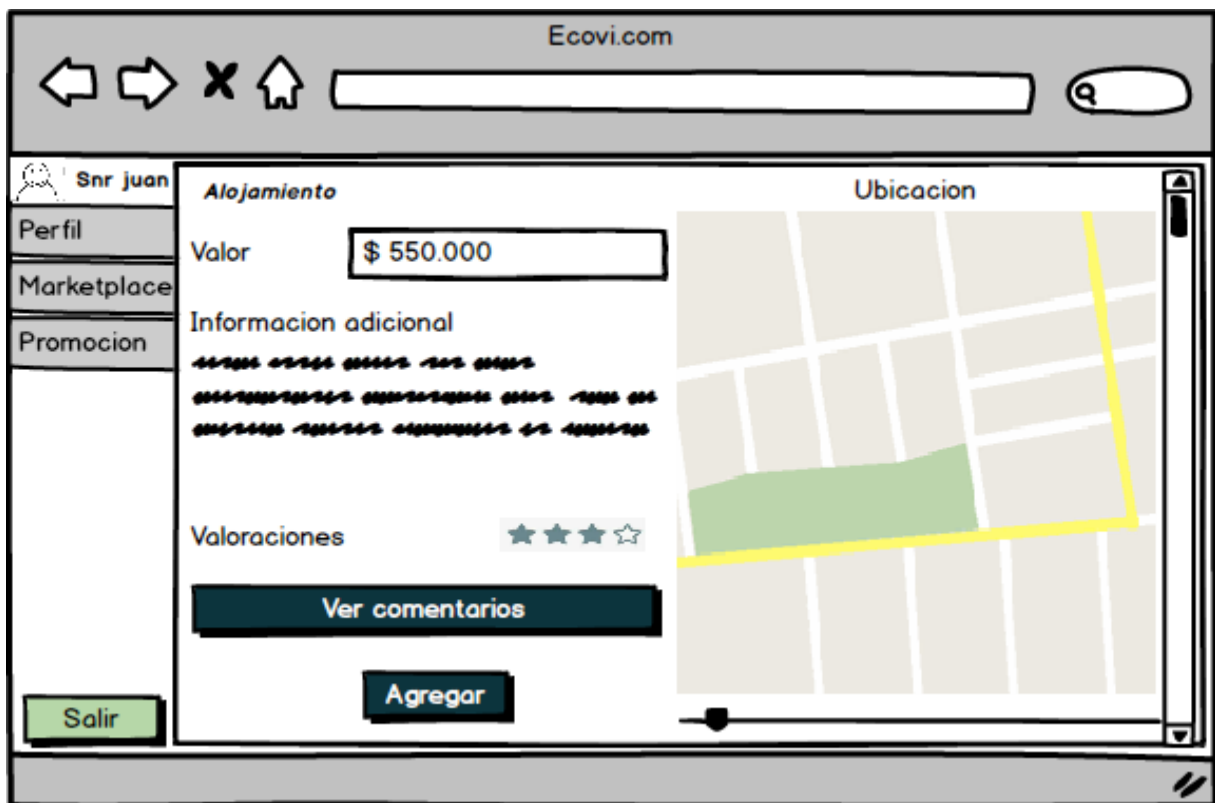 Ecovi.com
Snr juan
Perfil
Marketplace
Promocion
Salir
Alojamiento
Valor
$ 550.000
Informacion adicional
Valoraciones
Ver comentarios
Agregar
Ubicacion